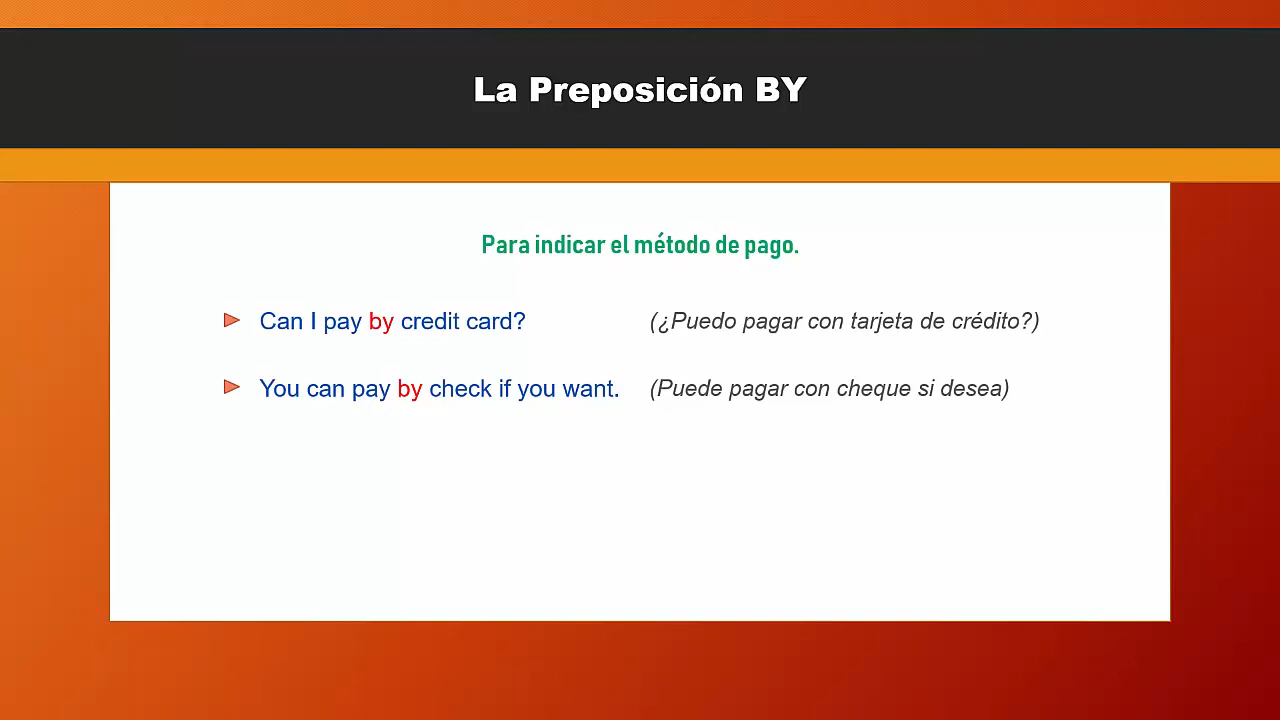 La Preposición BY
Para indicar el método de pago.
Can I pay by credit card? (¿Puedo pagar con tarjeta de crédito?)
You can pay by check if you want. (Puede pagar con cheque si desea)